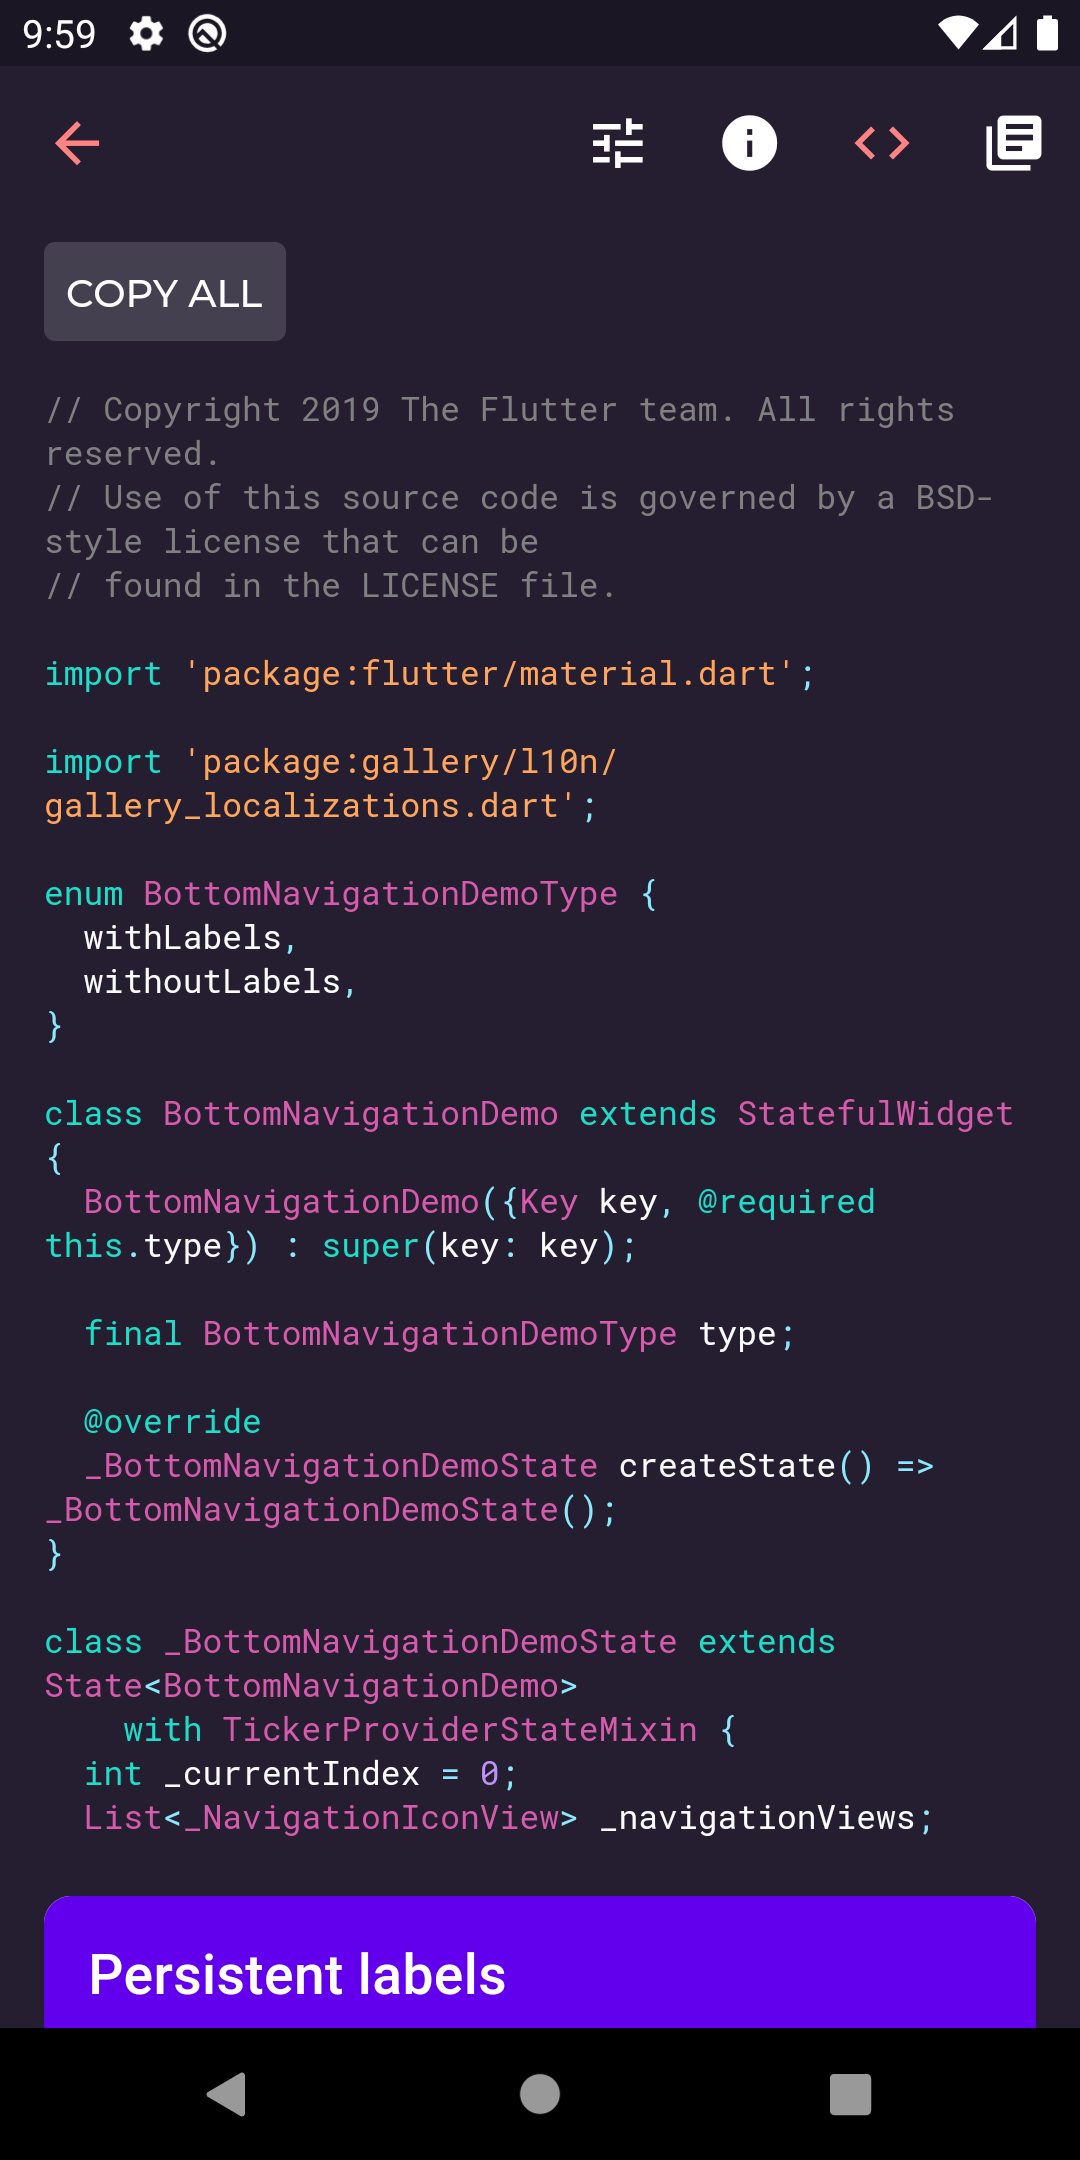 9:59
COPY ALL
// Copyright 2019 The Flutter team. All rights
reserved.
// Use of this source code is governed by a BSD-
style license that can be
// found in the LICENSE file.
import 'package:flutter/material.dart';
import 'package:gallery/l10n/
gallery_localizations.dart';
enum BottomNavigationDemoType {
  withLabels,
  withoutLabels,
}
class BottomNavigationDemo extends StatefulWidget
{
  BottomNavigationDemo({Key key, @required
this.type}) : super(key: key);
  final BottomNavigationDemoType type;
  @override
  _BottomNavigationDemoState createState() =>
_BottomNavigationDemoState();
}
class _BottomNavigationDemoState extends
State<BottomNavigationDemo>
    with TickerProviderStateMixin {
  int _currentIndex = 0;
  List<_NavigationIconView> _navigationViews;
Persistent labels